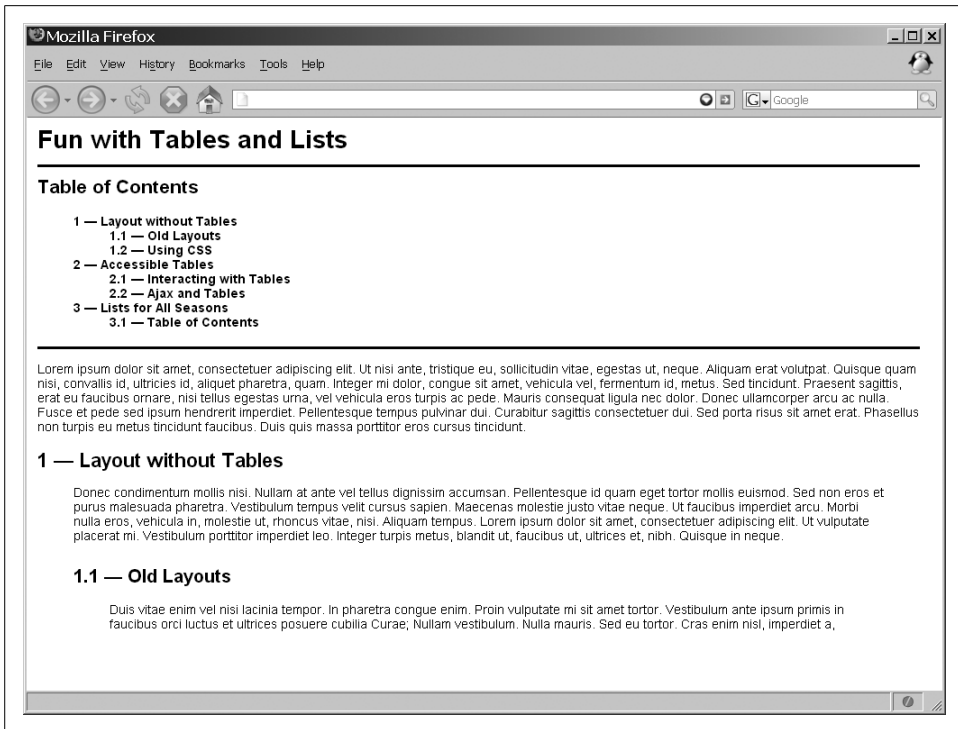 Mozilla Firefox
File Edit View History Bookmarks Tools Help
G Google
Fun with Tables and Lists
Table of Contents
1 — Layout without Tables
1.1 — Old Layouts
1.2 — Using CSS
2 — Accessible Tables
2.1 — Interacting with Tables
2.2 — Ajax and Tables
3 — Lists for All Seasons
3.1 — Table of Contents
Lorem ipsum dolor sit amet, consectetuer adipiscing elit. Ut nisi ante, tristique eu, sollicitudin vitae, egestas ut, neque. Aliquam erat volutpat. Quisque quam
nisi, convallis id, ultricies id, aliquet pharetra, quam. Integer mi dolor, congue sit amet, vehicula vel, fermentum id, metus. Sed tincidunt. Praesent sagittis,
erat eu faucibus ornare, nisi tellus egestas urna, vel vehicula eros turpis ac pede. Mauris consequat ligula nec dolor. Donec ullamcorper arcu ac nulla.
Fusce et pede sed ipsum hendrerit imperdiet. Pellentesque tempus pulvinar dui. Curabitur sagittis consectetuer dui. Sed porta risus sit amet erat. Phasellus
non turpis eu metus tincidunt faucibus. Duis quis massa porttitor eros cursus tincidunt.
1 — Layout without Tables
Donec condimentum mollis nisi. Nullam at ante vel tellus dignissim accumsan. Pellentesque id quam eget tortor mollis euismod. Sed non eros et
purus malesuada pharetra. Vestibulum tempus velit cursus sapien. Maecenas molestie justo vitae neque. Ut faucibus imperdiet arcu. Morbi
nulla eros, vehicula in, molestie ut, rhoncus vitae, nisi. Aliquam tempus. Lorem ipsum dolor sit amet, consectetuer adipiscing elit. Ut vulputate
placerat mi. Vestibulum porttitor imperdiet leo. Integer turpis metus, blandit ut, faucibus ut, ultrices et, nibh. Quisque in neque.
1.1 — Old Layouts
Duis vitae enim vel nisi lacinia tempor. In pharetra congue enim. Proin vulputate mi sit amet tortor. Vestibulum ante ipsum primis in
faucibus orci luctus et ultrices posuere cubilia Curae; Nullam vestibulum. Nulla mauris. Sed eu tortor. Cras enim nisl, imperdiet a,